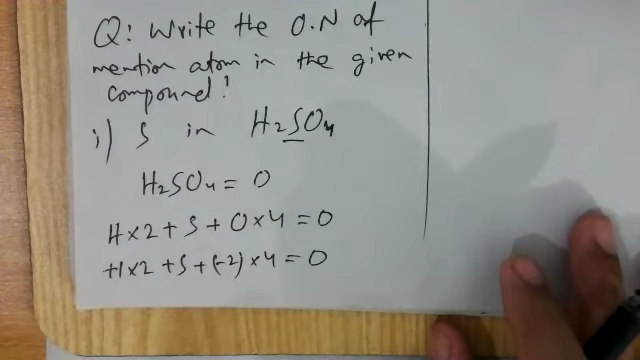 Q: Write the O.N of
mention atom in the given
compound!
i) S in H2SO4
H2SO4 = 0
H×2 + S + O×4 = 0
+1×2 + S + (-2)×4 = 0